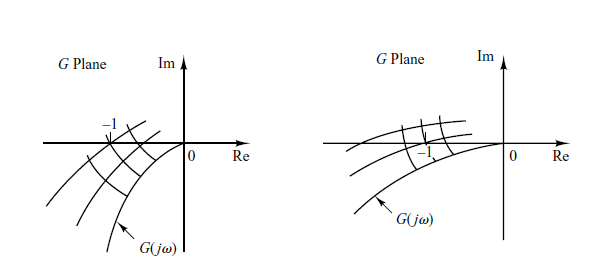 G Plane
Im
–1
0
Re
G(jω)
G Plane
Im
–1
0
Re
G(jω)